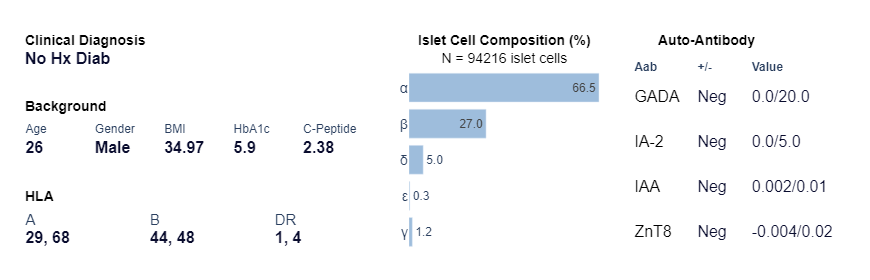 Clinical Diagnosis
No Hx Diab
Background
Age Gender BMI HbA1c C-Peptide
26 Male 34.97 5.9 2.38
HLA
A B DR
29, 68 44, 48 1, 4
Islet Cell Composition (%)
N = 94216 islet cells
α 66.5
β 27.0
δ 5.0
ε 0.3
γ 1.2
Auto-Antibody
Aab +/- Value
GADA Neg 0.0/20.0
IA-2 Neg 0.0/5.0
IAA Neg 0.002/0.01
ZnT8 Neg -0.004/0.02